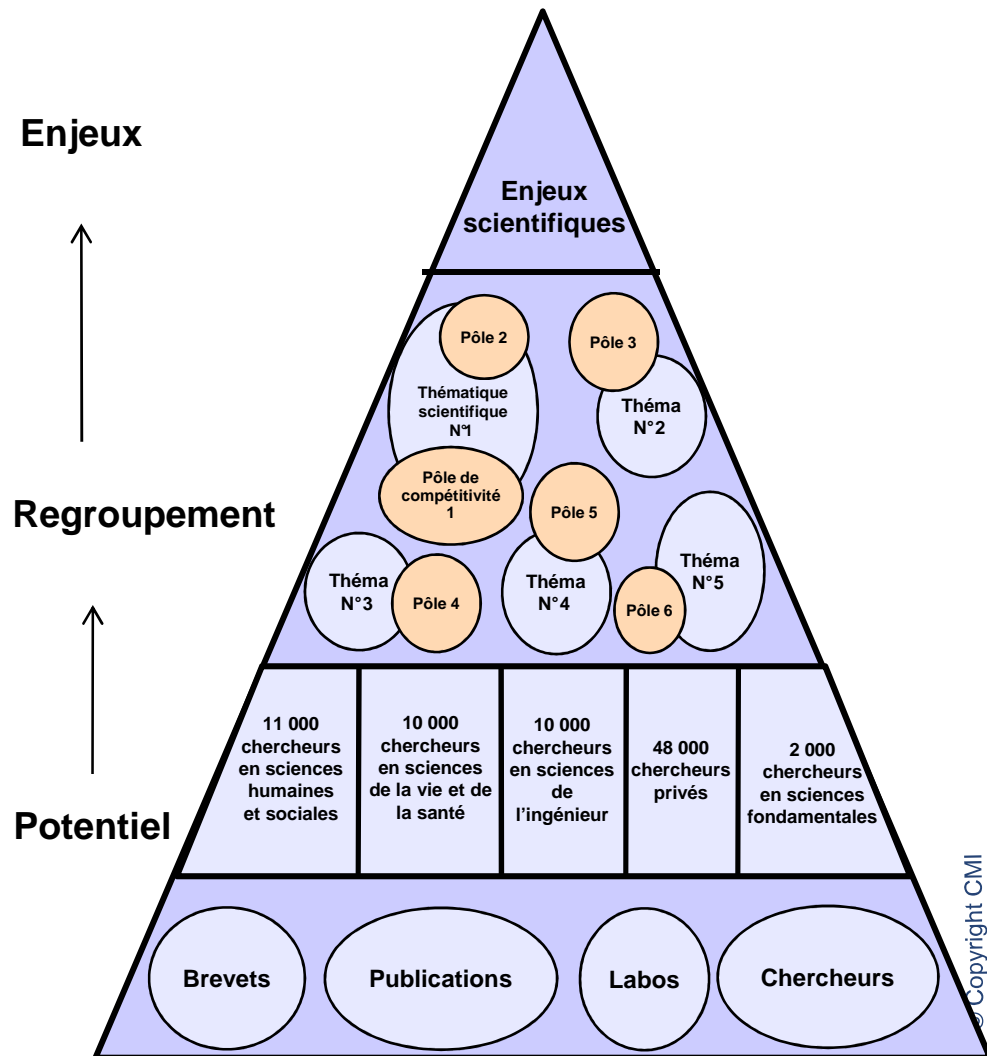 Enjeux
Enjeux
scientifiques
Pôle 2
Pôle 3
Thématique
scientifique
N°1
Théma
N°2
Pôle de
compétitivité
1
Pôle 5
Regroupement
Théma
N°3
Pôle 4
Théma
N°4
Pôle 6
Théma
N°5
11 000
chercheurs
en sciences
humaines
et sociales
10 000
chercheurs
en sciences
de la vie et de
la santé
10 000
chercheurs
en sciences
de
l’ingénieur
48 000
chercheurs
privés
2 000
chercheurs
en sciences
fondamentales
Potentiel
Brevets
Publications
Labos
Chercheurs
© Copyright CMI